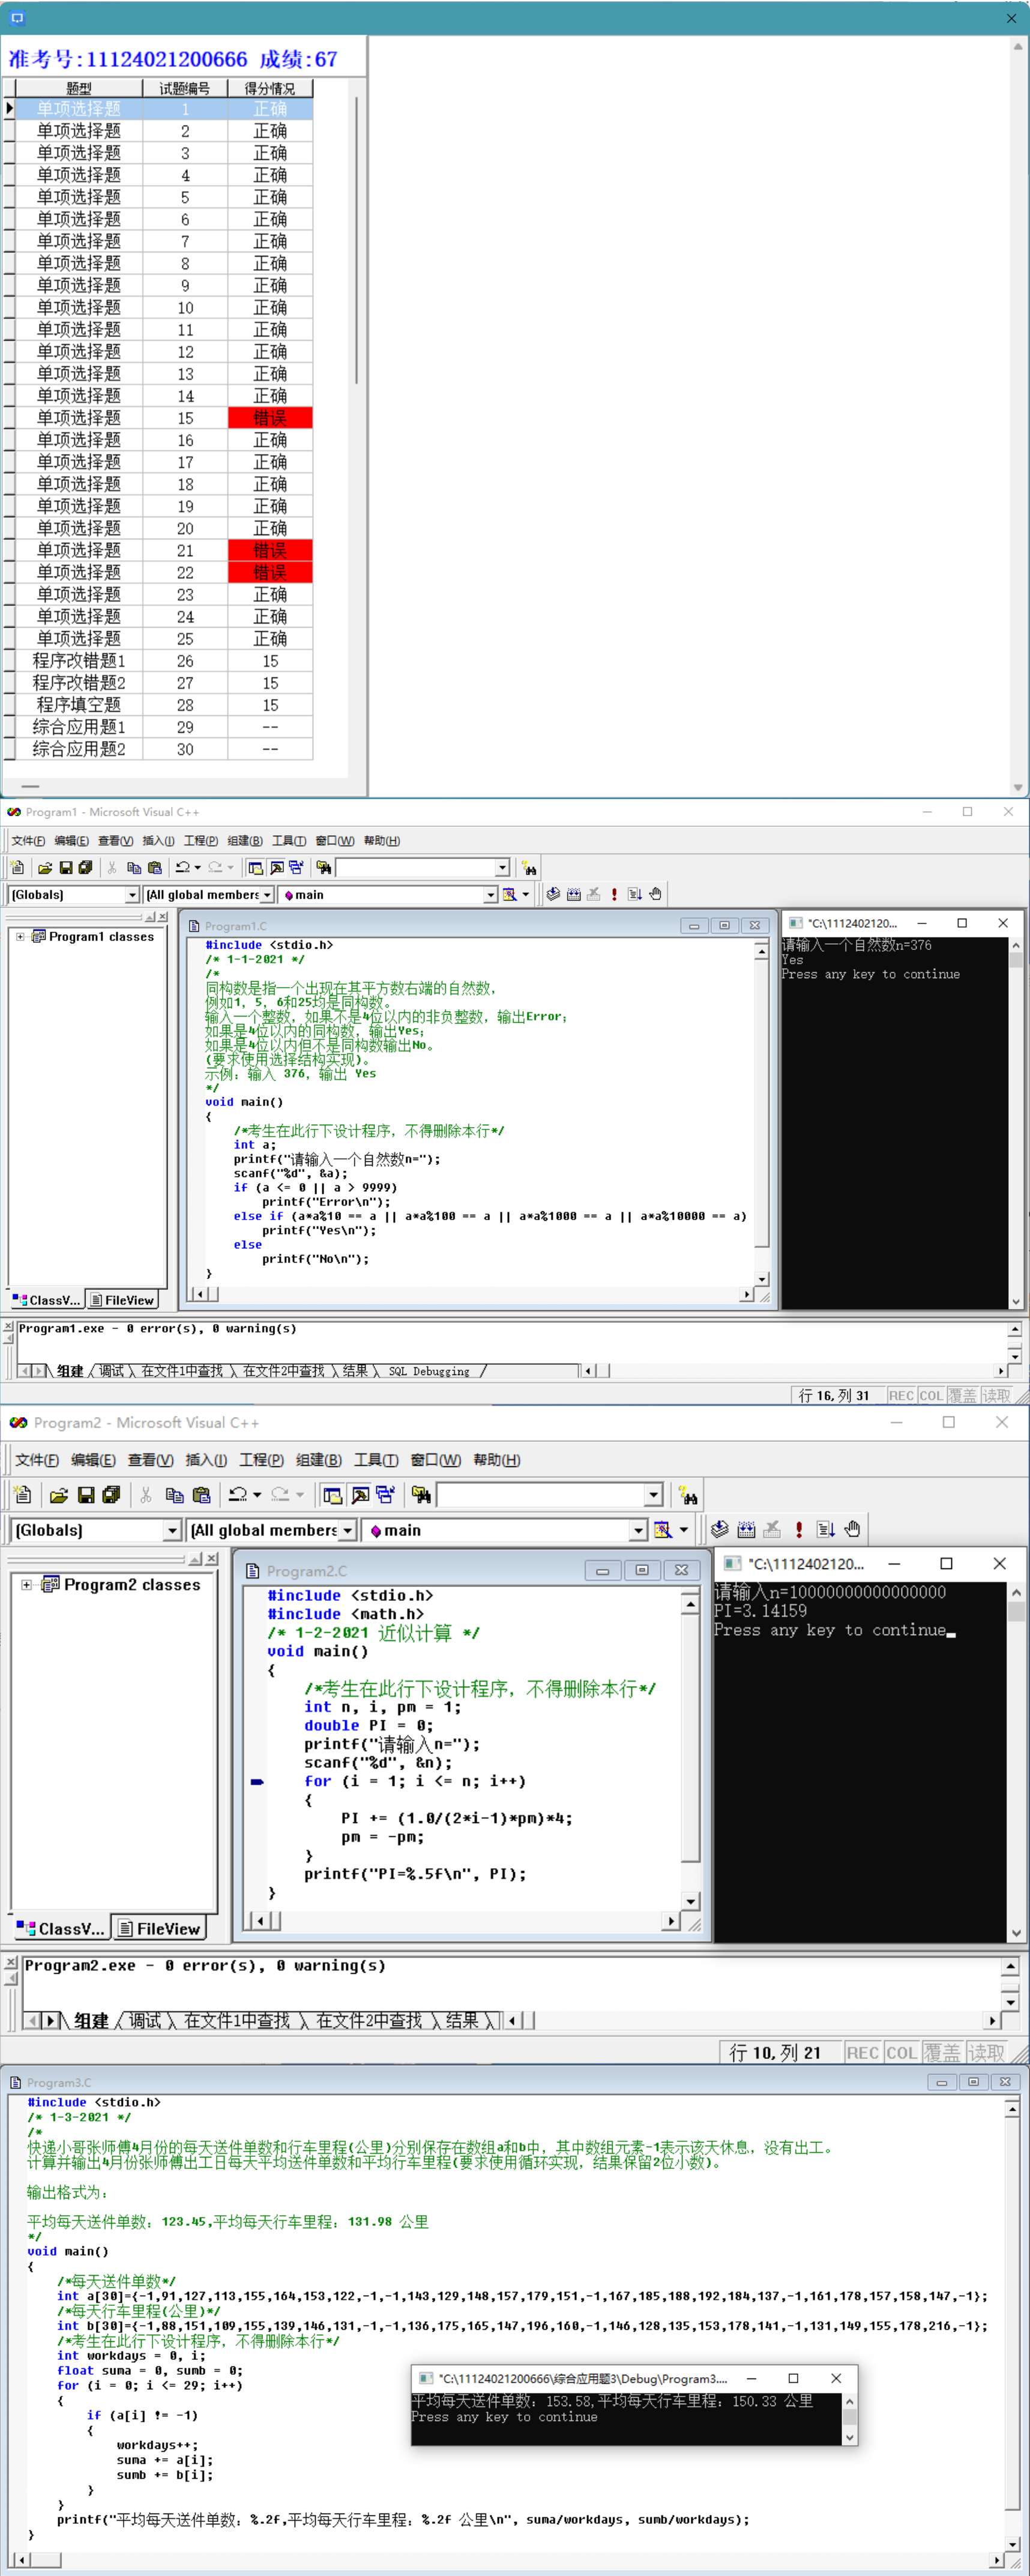 准考号:11124021200666 成绩:67
题型 试题编号 得分情况
单项选择题 1 正确
单项选择题 2 正确
单项选择题 3 正确
单项选择题 4 正确
单项选择题 5 正确
单项选择题 6 正确
单项选择题 7 正确
单项选择题 8 正确
单项选择题 9 正确
单项选择题 10 正确
单项选择题 11 正确
单项选择题 12 正确
单项选择题 13 正确
单项选择题 14 正确
单项选择题 15 错误
单项选择题 16 正确
单项选择题 17 正确
单项选择题 18 正确
单项选择题 19 正确
单项选择题 20 正确
单项选择题 21 错误
单项选择题 22 错误
单项选择题 23 正确
单项选择题 24 正确
单项选择题 25 正确
程序改错题1 26 15
程序改错题2 27 15
程序填空题 28 15
综合应用题1 29 --
综合应用题2 30 --
Program1 - Microsoft Visual C++
文件(F) 编辑(E) 查看(V) 插入(I) 工程(P) 组建(B) 工具(T) 窗口(W) 帮助(H)
(Globals) (All global members main
Program1 classes
ClassV... FileView
Program1.C
#include <stdio.h>
/* 1-1-2021 */
/*
同构数是指一个出现在其平方数右端的自然数，
例如1，5，6和25均是同构数。
输入一个整数，如果不是4位以内的非负整数，输出Error；
如果是4位以内的同构数，输出Yes；
如果是4位以内但不是同构数输出No。
(要求使用选择结构实现)。
示例：输入 376，输出 Yes
*/
void main()
{
/*考生在此行下设计程序，不得删除本行*/
int a;
printf("请输入一个自然数n=");
scanf("%d", &a);
if (a <= 0 || a > 9999)
printf("Error\n");
else if (a*a%10 == a || a*a%100 == a || a*a%1000 == a || a*a%10000 == a)
printf("Yes\n");
else
printf("No\n");
}
"C:\1112402120...
请输入一个自然数n=376
Yes
Press any key to continue
Program1.exe - 0 error(s), 0 warning(s)
组建 调试 在文件1中查找 在文件2中查找 结果 SQL Debugging
行 16, 列 31 REC COL 覆盖 读取
Program2 - Microsoft Visual C++
文件(F) 编辑(E) 查看(V) 插入(I) 工程(P) 组建(B) 工具(T) 窗口(W) 帮助(H)
(Globals) (All global members main
Program2 classes
ClassV... FileView
Program2.C
#include <stdio.h>
#include <math.h>
/* 1-2-2021 近似计算 */
void main()
{
/*考生在此行下设计程序，不得删除本行*/
int n, i, pm = 1;
double PI = 0;
printf("请输入n=");
scanf("%d", &n);
for (i = 1; i <= n; i++)
{
PI += (1.0/(2*i-1)*pm)*4;
pm = -pm;
}
printf("PI=%.5f\n", PI);
}
"C:\1112402120...
请输入n=10000000000000000
PI=3.14159
Press any key to continue
Program2.exe - 0 error(s), 0 warning(s)
组建 调试 在文件1中查找 在文件2中查找 结果
行 10, 列 21 REC COL 覆盖 读取
Program3.C
#include <stdio.h>
/* 1-3-2021 */
/*
快递小哥张师傅4月份的每天送件单数和行车里程(公里)分别保存在数组a和b中，其中数组元素-1表示该天休息，没有出工。
计算并输出4月份张师傅出工日每天平均送件单数和平均行车里程(要求使用循环实现，结果保留2位小数)。
输出格式为：
平均每天送件单数：123.45,平均每天行车里程：131.98 公里
*/
void main()
{
/*每天送件单数*/
int a[30]={-1,91,127,113,155,164,153,122,-1,-1,143,129,148,157,179,151,-1,167,185,188,192,184,137,-1,161,178,157,158,147,-1};
/*每天行车里程(公里)*/
int b[30]={-1,88,151,109,155,139,146,131,-1,-1,136,175,165,147,196,160,-1,146,128,135,153,178,141,-1,131,149,155,178,216,-1};
/*考生在此行下设计程序，不得删除本行*/
int workdays = 0, i;
float suma = 0, sumb = 0;
for (i = 0; i <= 29; i++)
{
if (a[i] != -1)
{
workdays++;
suma += a[i];
sumb += b[i];
}
}
printf("平均每天送件单数：%.2f,平均每天行车里程：%.2f 公里\n", suma/workdays, sumb/workdays);
}
"C:\11124021200666\综合应用题3\Debug\Program3....
平均每天送件单数：153.58,平均每天行车里程：150.33 公里
Press any key to continue